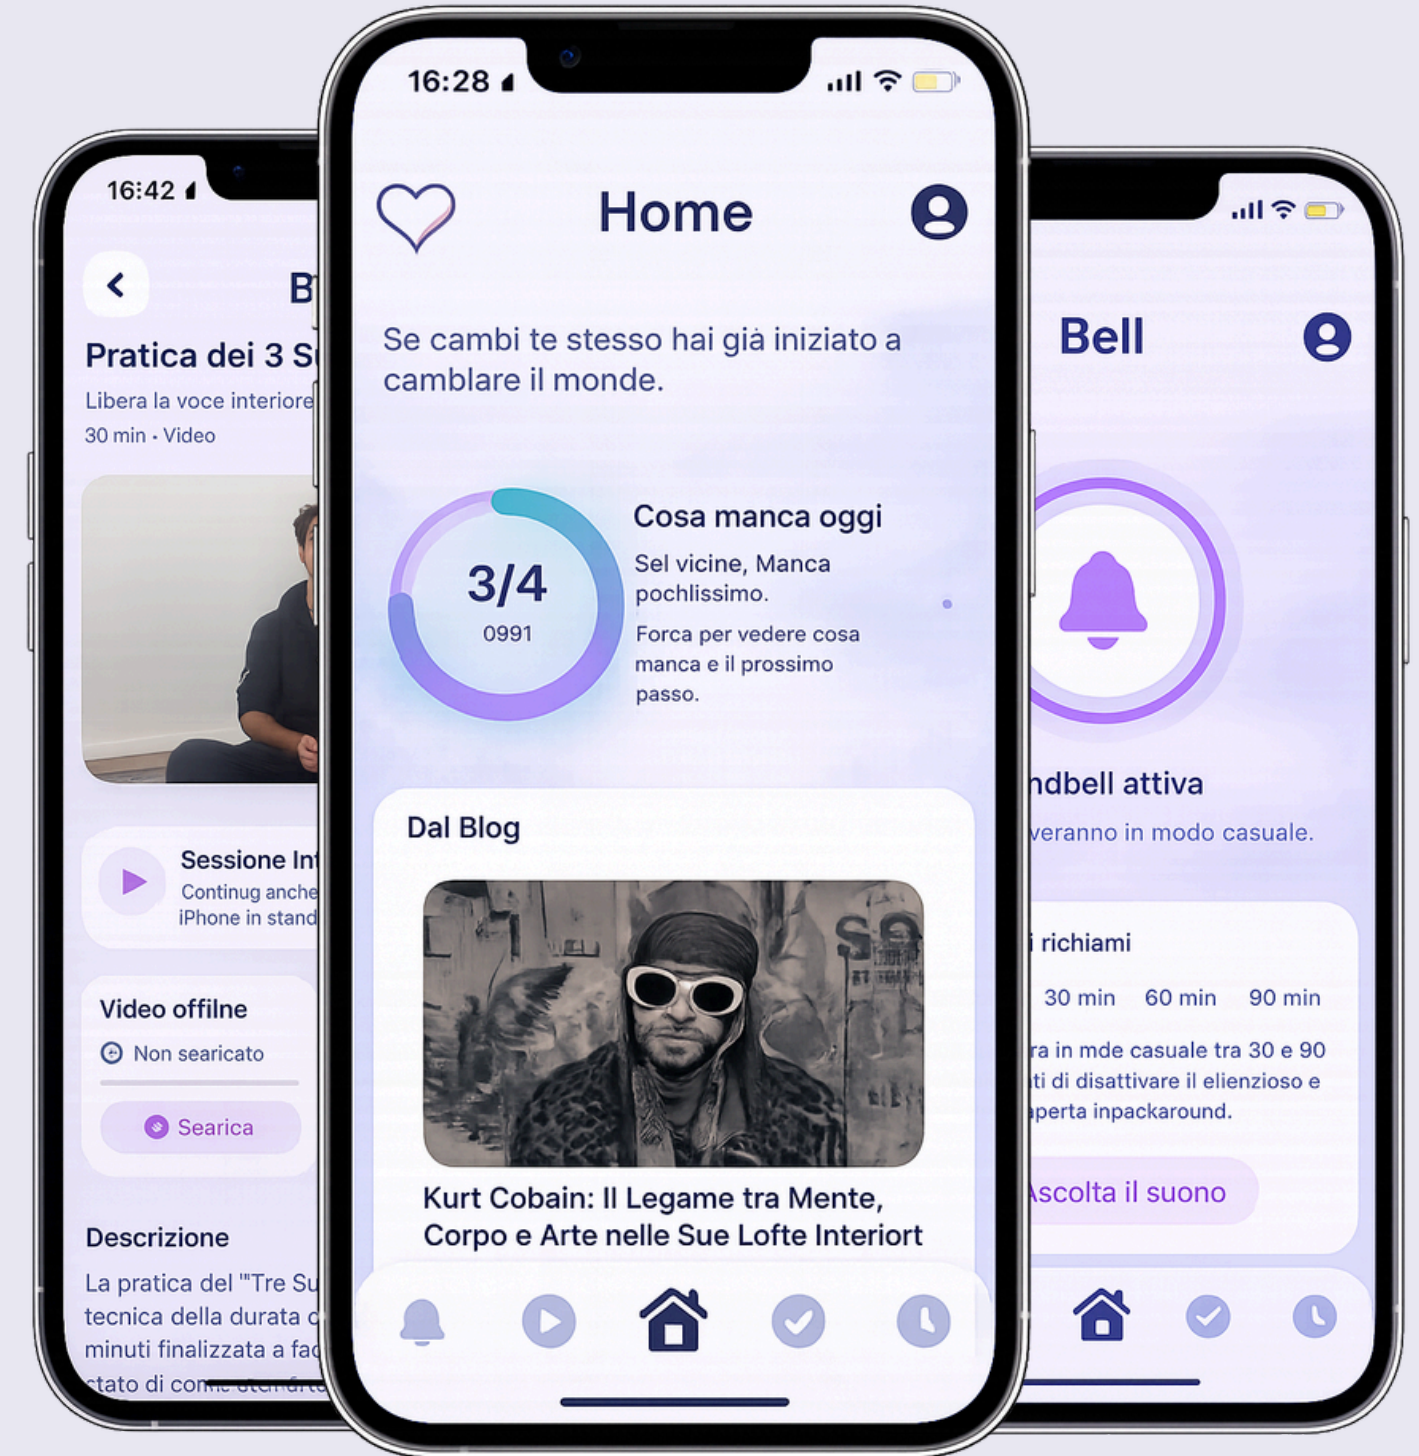 16:42
B
Pratica dei 3 Su
Libera la voce interiore
30 min • Video
Sessione Int
Continug anche
iPhone in stand
Video offilne
Non searicato
Searica
Descrizione
La pratica del "'Tre Su
tecnica della durata c
minuti finalizzata a fac
stato di com
16:28
Home
Se cambi te stesso hai già iniziato a
camblare il monde.
3/4
0991
Cosa manca oggi
Sel vicine, Manca
pochlissimo.
Forca per vedere cosa
manca e il prossimo
passo.
Dal Blog
Kurt Cobain: Il Legame tra Mente,
Corpo e Arte nelle Sue Lofte Interiort
Bell
ndbell attiva
veranno in modo casuale.
i richiami
30 min 60 min 90 min
ra in mde casuale tra 30 e 90
ti di disattivare il elienzioso e
aperta inpackaround.
Ascolta il suono